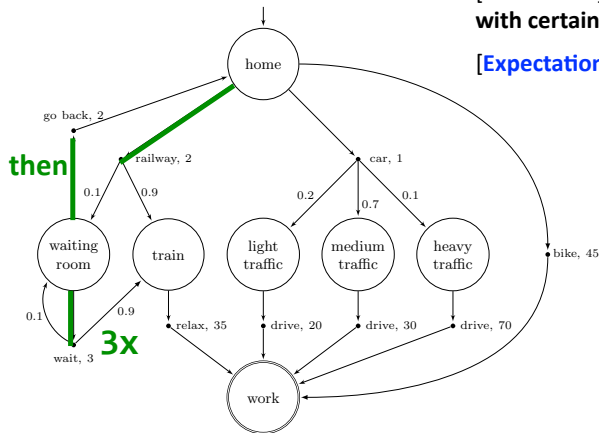 with certain
[Expectation
home
go back, 2
then
railway, 2
car, 1
0.1
0.9
0.2
0.7
0.1
waiting
room
train
light
traffic
medium
traffic
heavy
traffic
bike, 45
0.1
0.9
wait, 3
3x
relax, 35
drive, 20
drive, 30
drive, 70
work